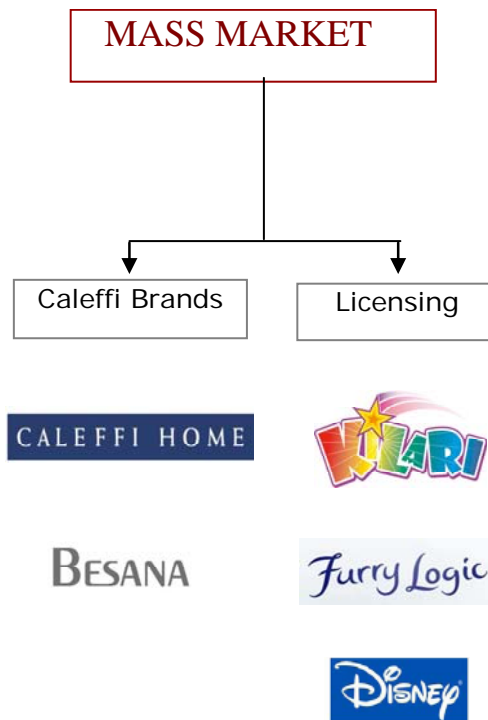 MASS MARKET
Caleffi Brands
Licensing
CALEFFI HOME
KiLARI
BESANA
Furry Logic
DISNEY